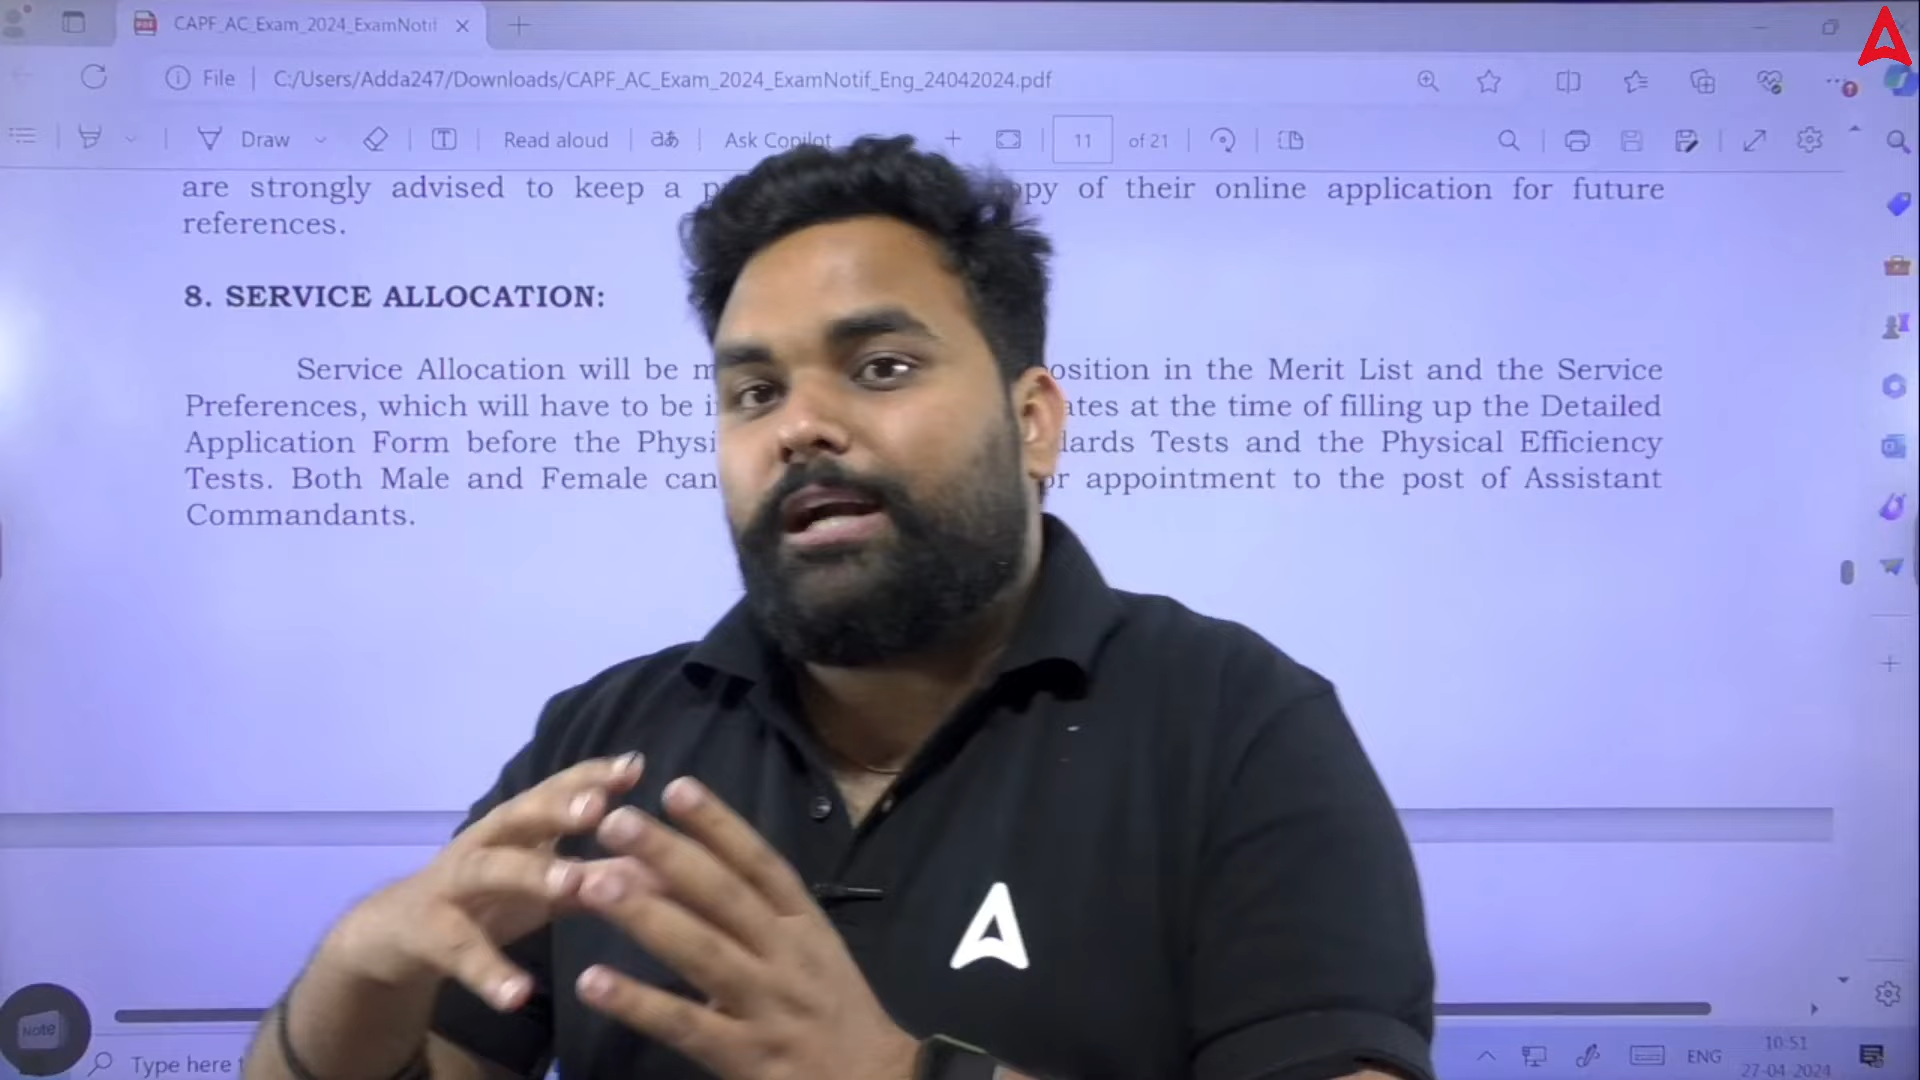 CAPF_AC_Exam_2024_ExamNotif
File
C:/Users/Adda247/Downloads/CAPF_AC_Exam_2024_ExamNotif_Eng_24042024.pdf
Draw
Read aloud
Ask Copilot
11 of 21
are strongly advised to keep a opy of their online application for future
references.
8. SERVICE ALLOCATION:
Service Allocation will be osition in the Merit List and the Service
Preferences, which will have to be ates at the time of filling up the Detailed
Application Form before the Physi dards Tests and the Physical Efficiency
Tests. Both Male and Female can or appointment to the post of Assistant
Commandants.
Note
Type here
ENG
10:51
27-04-2024